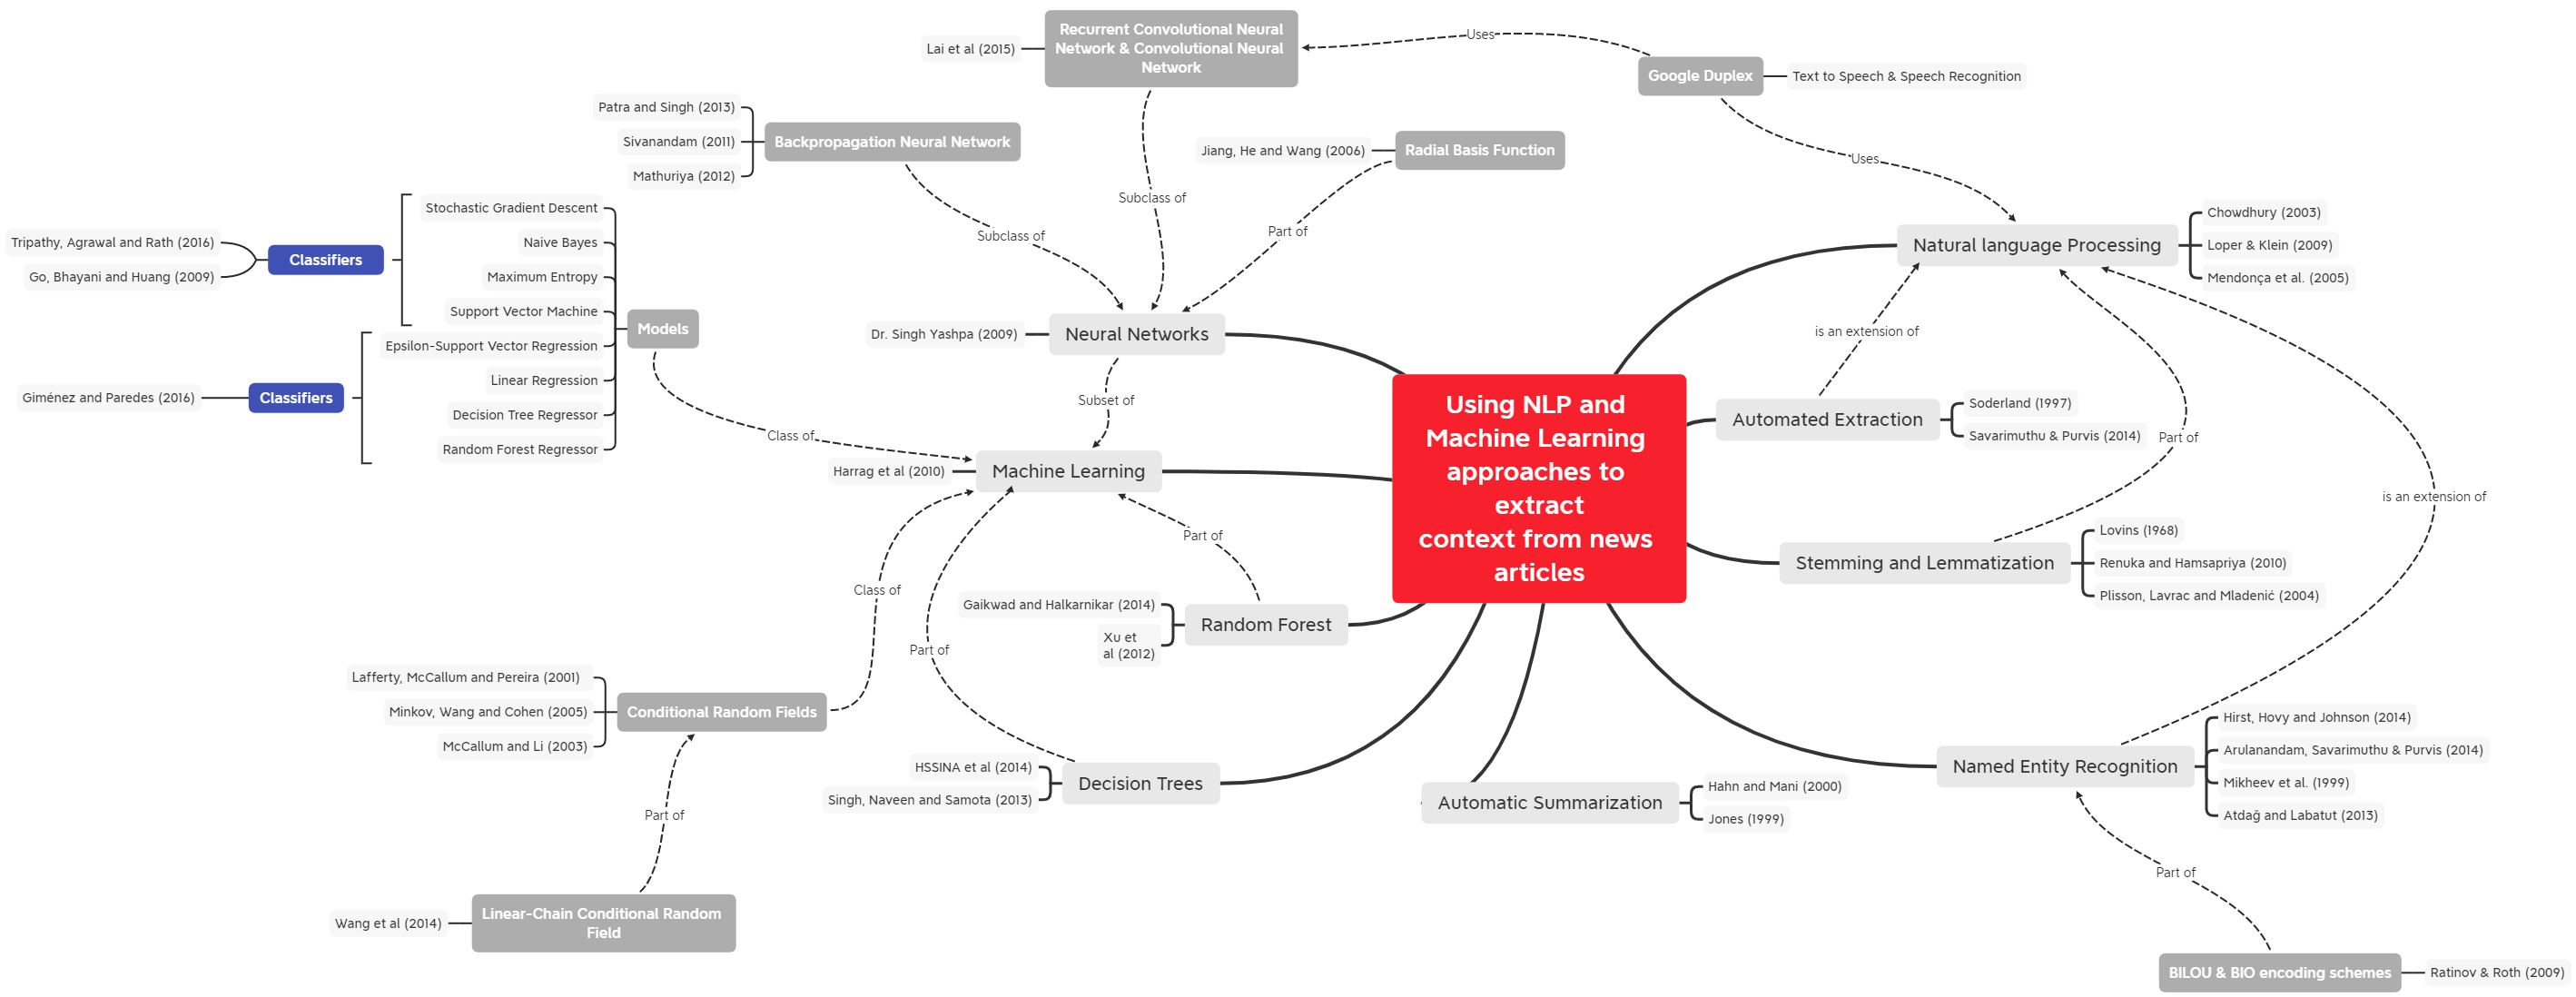 Recurrent Convolutional Neural
Network & Convolutional Neural
Network
Lai et al (2015)
Uses
Google Duplex
Text to Speech & Speech Recognition
Patra and Singh (2013)
Sivanandam (2011)
Mathuriya (2012)
Backpropagation Neural Network
Jiang, He and Wang (2006)
Radial Basis Function
Uses
Subclass of
Subclass of
Part of
Stochastic Gradient Descent
Naive Bayes
Maximum Entropy
Support Vector Machine
Epsilon-Support Vector Regression
Linear Regression
Decision Tree Regressor
Random Forest Regressor
Tripathy, Agrawal and Rath (2016)
Go, Bhayani and Huang (2009)
Classifiers
Giménez and Paredes (2016)
Classifiers
Models
Class of
Natural language Processing
Chowdhury (2003)
Loper & Klein (2009)
Mendonça et al. (2005)
Dr. Singh Yashpa (2009)
Neural Networks
Subset of
is an extension of
Using NLP and
Machine Learning
approaches to
extract
context from news
articles
Automated Extraction
Soderland (1997)
Savarimuthu & Purvis (2014)
Part of
Harrag et al (2010)
Machine Learning
is an extension of
Part of
Class of
Part of
Stemming and Lemmatization
Lovins (1968)
Renuka and Hamsapriya (2010)
Plisson, Lavrac and Mladenić (2004)
Gaikwad and Halkarnikar (2014)
Xu et
al (2012)
Random Forest
Lafferty, McCallum and Pereira (2001)
Minkov, Wang and Cohen (2005)
McCallum and Li (2003)
Conditional Random Fields
Part of
HSSINA et al (2014)
Singh, Naveen and Samota (2013)
Decision Trees
Automatic Summarization
Hahn and Mani (2000)
Jones (1999)
Named Entity Recognition
Hirst, Hovy and Johnson (2014)
Arulanandam, Savarimuthu & Purvis (2014)
Mikheev et al. (1999)
Atdağ and Labatut (2013)
Part of
Wang et al (2014)
Linear-Chain Conditional Random
Field
BILOU & BIO encoding schemes
Ratinov & Roth (2009)